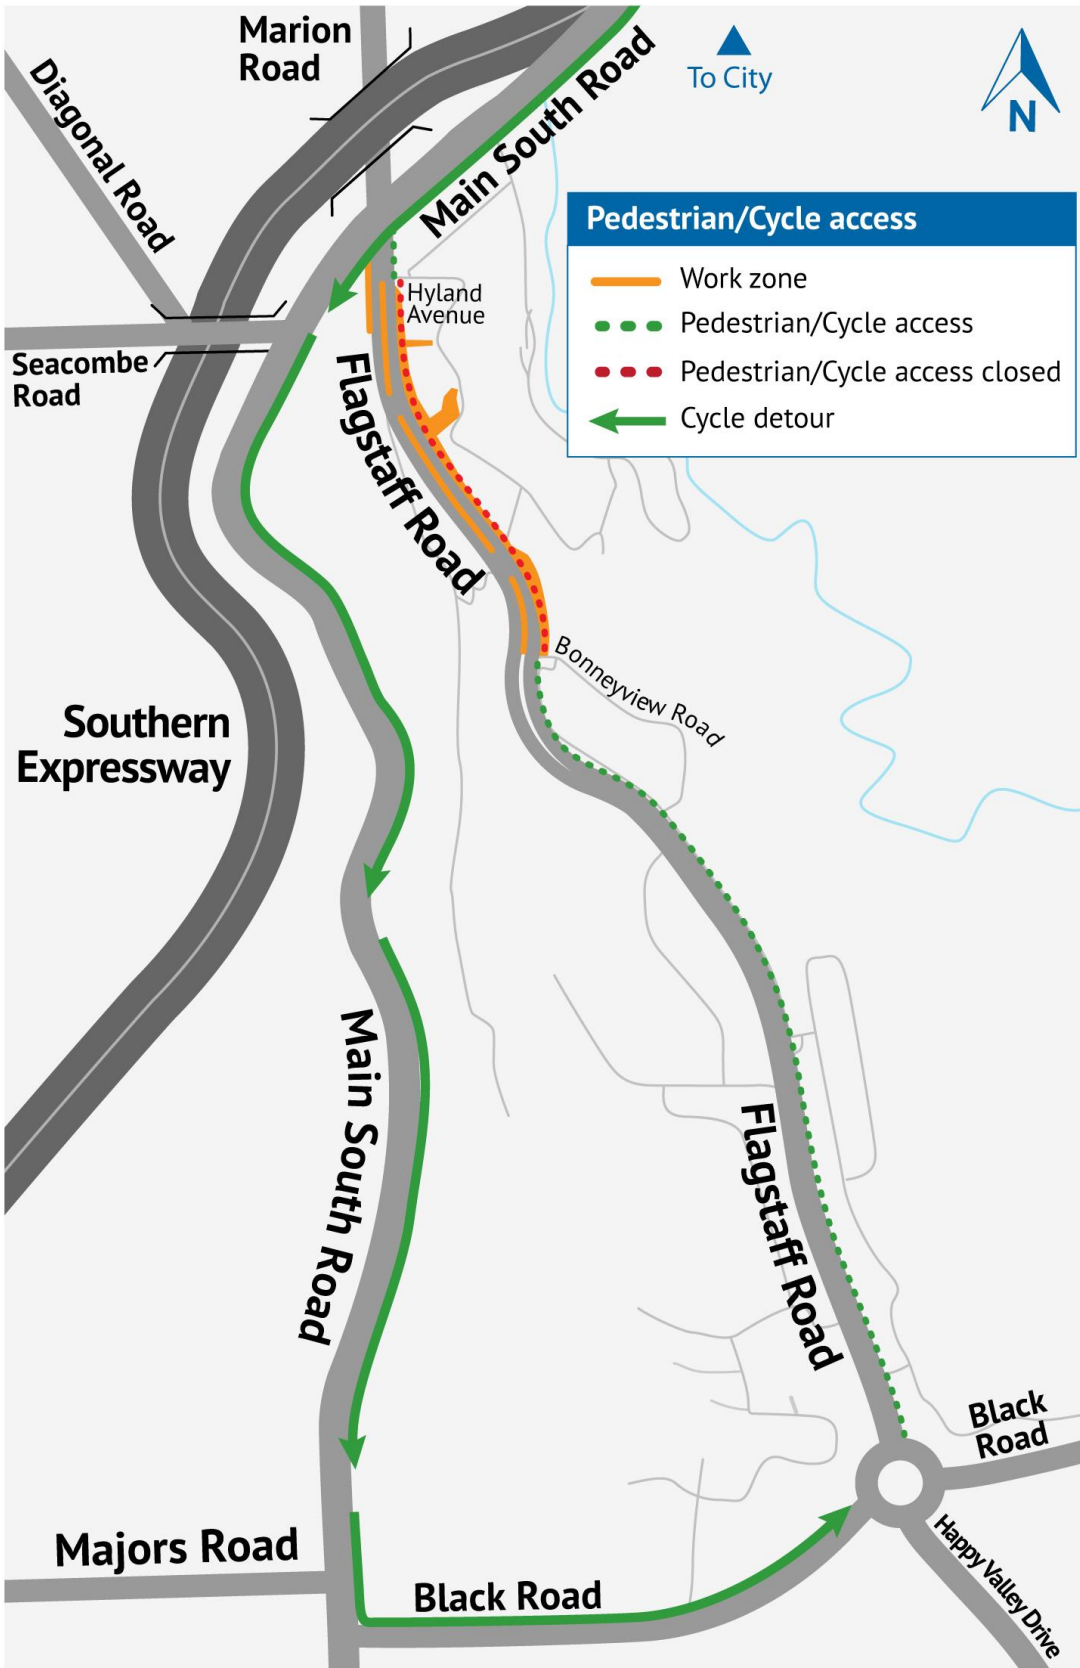 Marion
Road
Diagonal Road
Main South Road
To City
N
Pedestrian/Cycle access
Work zone
Pedestrian/Cycle access
Pedestrian/Cycle access closed
Cycle detour
Hyland
Avenue
Seacombe
Road
Flagstaff Road
Bonneyview Road
Southern
Expressway
Main South Road
Flagstaff Road
Black
Road
Majors Road
Black Road
Happy Valley Drive